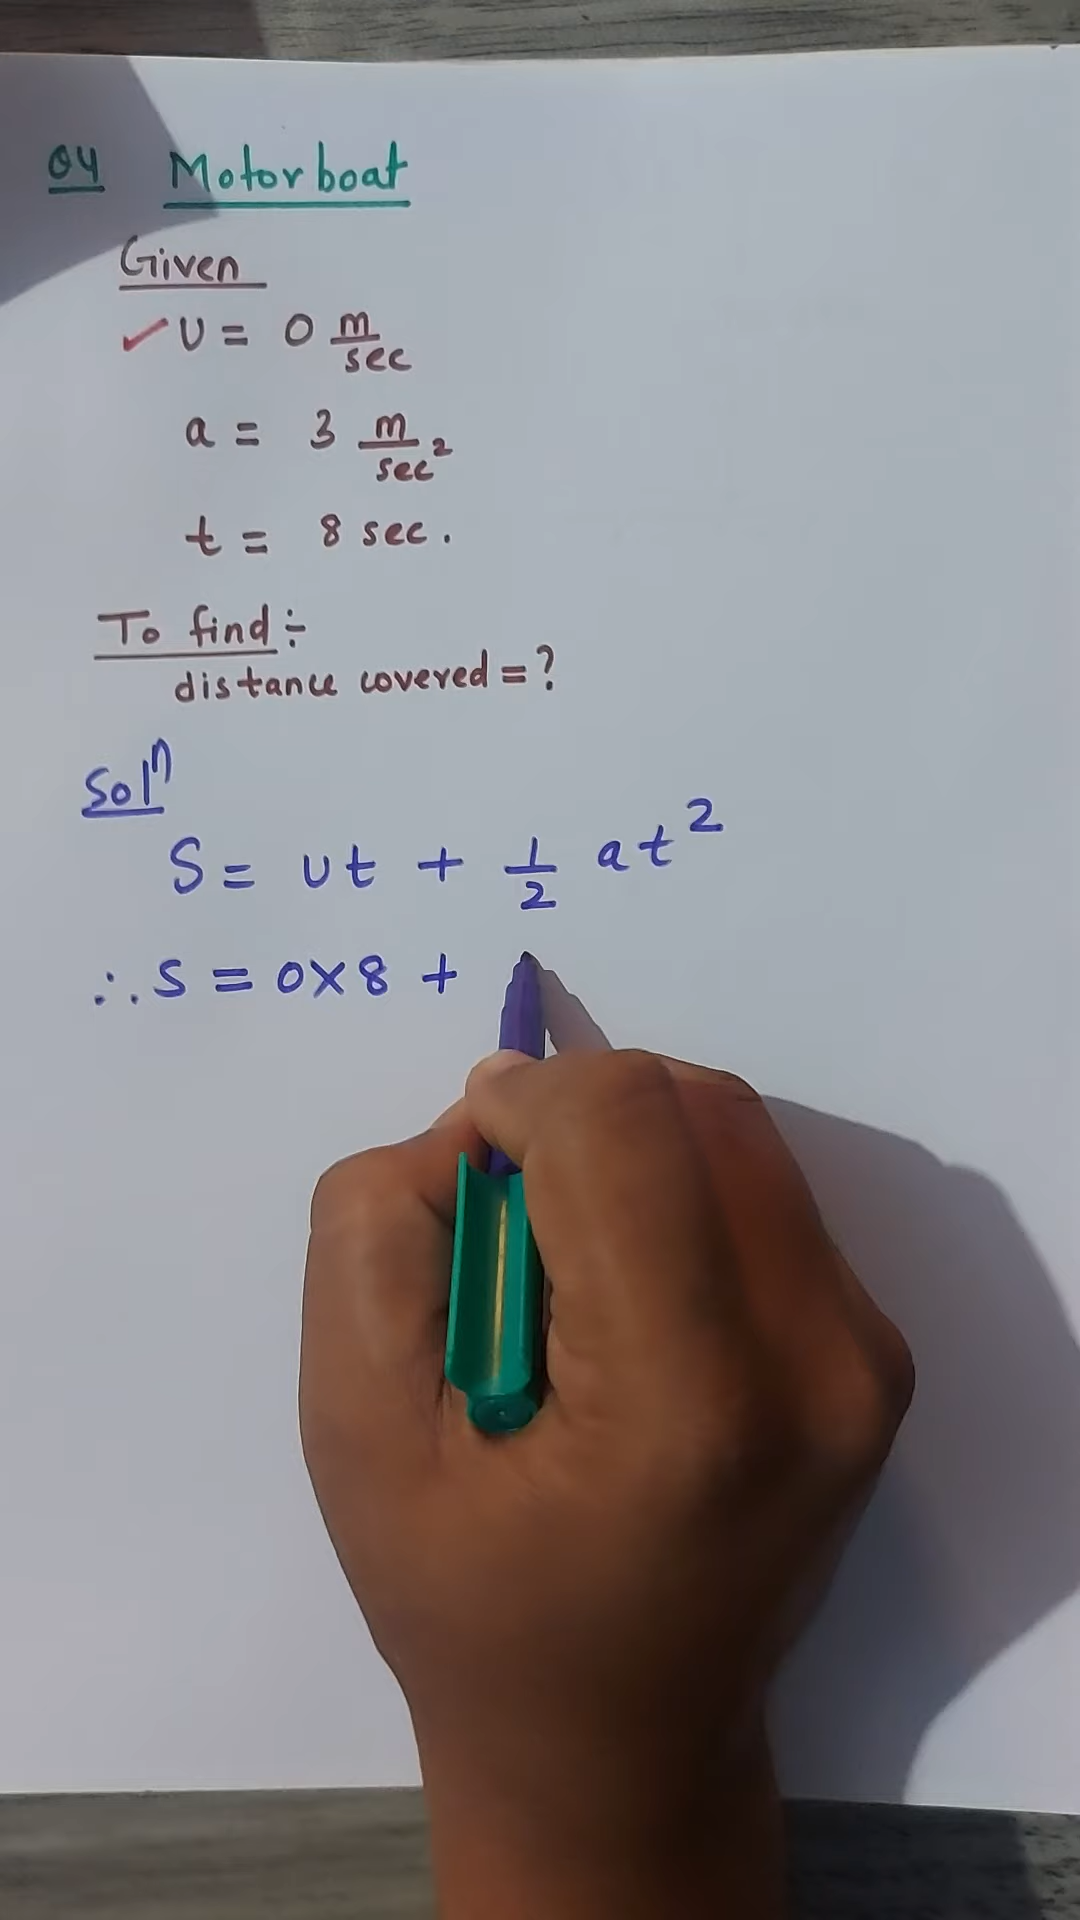 Q4 Motorboat
Given
✓ u = 0 m/sec
a = 3 m/sec²
t = 8 sec.
To find ÷
distance covered = ?
Solⁿ
S = ut + 1/2 at²
∴ S = 0×8 +